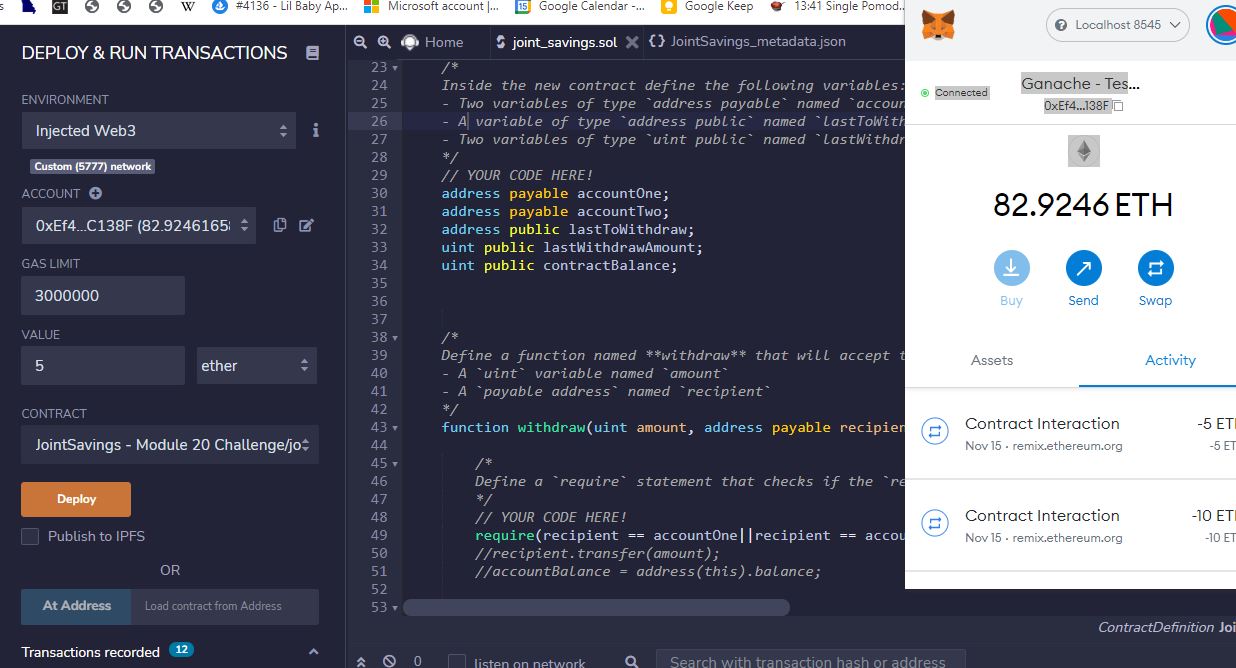 s GT W #4136 - Lil Baby Ap... Microsoft account |... 15 Google Calendar -... Google Keep 13:41 Single Pomod..
DEPLOY & RUN TRANSACTIONS
ENVIRONMENT
Injected Web3
i
Custom (5777) network
ACCOUNT
0xEf4...C138F (82.92461658
GAS LIMIT
3000000
VALUE
5
ether
CONTRACT
JointSavings - Module 20 Challenge/jo
Deploy
Publish to IPFS
OR
At Address
Load contract from Address
Transactions recorded 12
Home
joint_savings.sol
JointSavings_metadata.json
23 /*
24 Inside the new contract define the following variables:
25 - Two variables of type `address payable` named `accoun
26 - A variable of type `address public` named `lastToWith
27 - Two variables of type `uint public` named `lastWithdr
28 */
29 // YOUR CODE HERE!
30 address payable accountOne;
31 address payable accountTwo;
32 address public lastToWithdraw;
33 uint public lastWithdrawAmount;
34 uint public contractBalance;
35
36
37
38 /*
39 Define a function named **withdraw** that will accept t
40 - A `uint` variable named `amount`
41 - A `payable address` named `recipient`
42 */
43 function withdraw(uint amount, address payable recipien
44
45 /*
46 Define a `require` statement that checks if the `re
47 */
48 // YOUR CODE HERE!
49 require(recipient == accountOne||recipient == accou
50 //recipient.transfer(amount);
51 //accountBalance = address(this).balance;
52
53
ContractDefinition Joi
0
listen on network
Search with transaction hash or address
Localhost 8545
Connected
Ganache - Tes...
0xEf4...138F
82.9246 ETH
Buy
Send
Swap
Assets
Activity
Contract Interaction -5 ET
Nov 15 · remix.ethereum.org -5 ET
Contract Interaction -10 ET
Nov 15 · remix.ethereum.org -10 ET